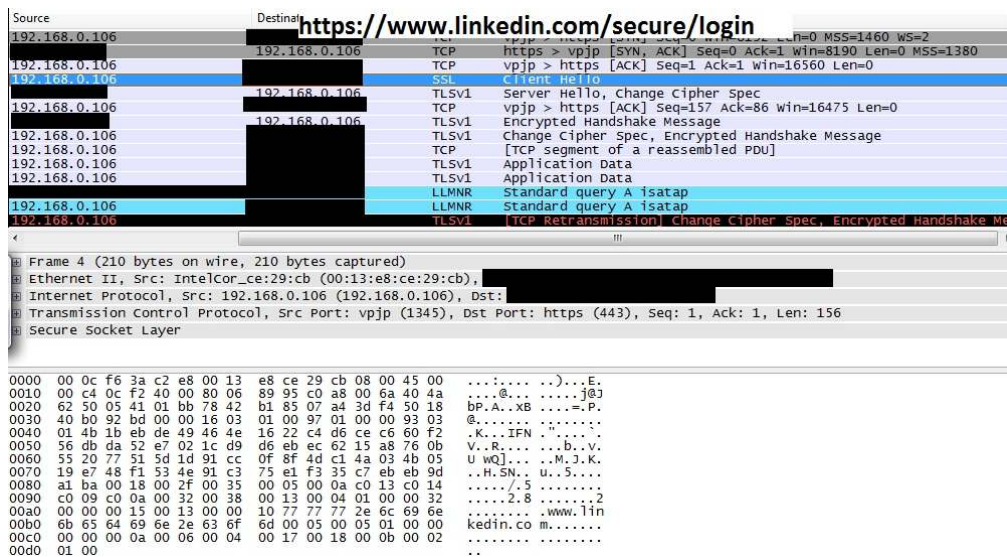 Source Destinat https://www.linkedin.com/secure/login
192.168.0.106 Len=0 MSS=1460 WS=2
192.168.0.106 TCP https > vpjp [SYN, ACK] Seq=0 Ack=1 Win=8190 Len=0 MSS=1380
192.168.0.106 TCP vpjp > https [ACK] Seq=1 Ack=1 Win=16560 Len=0
192.168.0.106 SSL Client Hello
192.168.0.106 TLSv1 Server Hello, Change Cipher Spec
192.168.0.106 TCP vpjp > https [ACK] Seq=157 Ack=86 Win=16475 Len=0
192.168.0.106 TLSv1 Encrypted Handshake Message
192.168.0.106 TLSv1 Change Cipher Spec, Encrypted Handshake Message
192.168.0.106 TCP [TCP segment of a reassembled PDU]
192.168.0.106 TLSv1 Application Data
192.168.0.106 TLSv1 Application Data
LLMNR Standard query A isatap
192.168.0.106 LLMNR Standard query A isatap
192.168.0.106 TLSv1 [TCP Retransmission] Change Cipher Spec, Encrypted Handshake Me
Frame 4 (210 bytes on wire, 210 bytes captured)
Ethernet II, Src: IntelCor_ce:29:cb (00:13:e8:ce:29:cb),
Internet Protocol, Src: 192.168.0.106 (192.168.0.106), Dst:
Transmission Control Protocol, Src Port: vpjp (1345), Dst Port: https (443), Seq: 1, Ack: 1, Len: 156
Secure Socket Layer
0000 00 0c f6 3a c2 e8 00 13 e8 ce 29 cb 08 00 45 00 ...:.... ..)...E.
0010 00 c4 0c f2 40 00 80 06 89 95 c0 a8 00 6a 40 4a ....@... .....j@J
0020 62 50 05 41 01 bb 78 42 b1 85 07 a4 3d f4 50 18 bP.A..xB ....=.P.
0030 40 b0 92 bd 00 00 16 03 01 00 97 01 00 00 93 03 @....... ........
0040 01 4b 1b eb de 49 46 4e 16 22 c4 d6 ce c6 60 f2 .K...IFN ."....`.
0050 56 db da 52 e7 02 1c d9 d6 eb ec 62 15 a8 76 0b V..R.... ...b..v.
0060 55 20 77 51 5d 1d 91 cc 0f 8f 4d c1 4a 03 4b 05 U wQ]... ..M.J.K.
0070 19 e7 48 f1 53 4e 91 c3 75 e1 f3 35 c7 eb eb 9d ..H.SN.. u..5....
0080 a1 ba 00 18 00 2f 00 35 00 05 00 0a c0 13 c0 14 ...../.5 ........
0090 c0 09 c0 0a 00 32 00 38 00 13 00 04 01 00 00 32 .....2.8 .......2
00a0 00 00 00 15 00 13 00 00 10 77 77 77 2e 6c 69 6e ........ .www.lin
00b0 6b 65 64 69 6e 2e 63 6f 6d 00 05 00 05 01 00 00 kedin.co m.......
00c0 00 00 00 0a 00 06 00 04 00 17 00 18 00 0b 00 02 ........ ........
00d0 01 00 ..